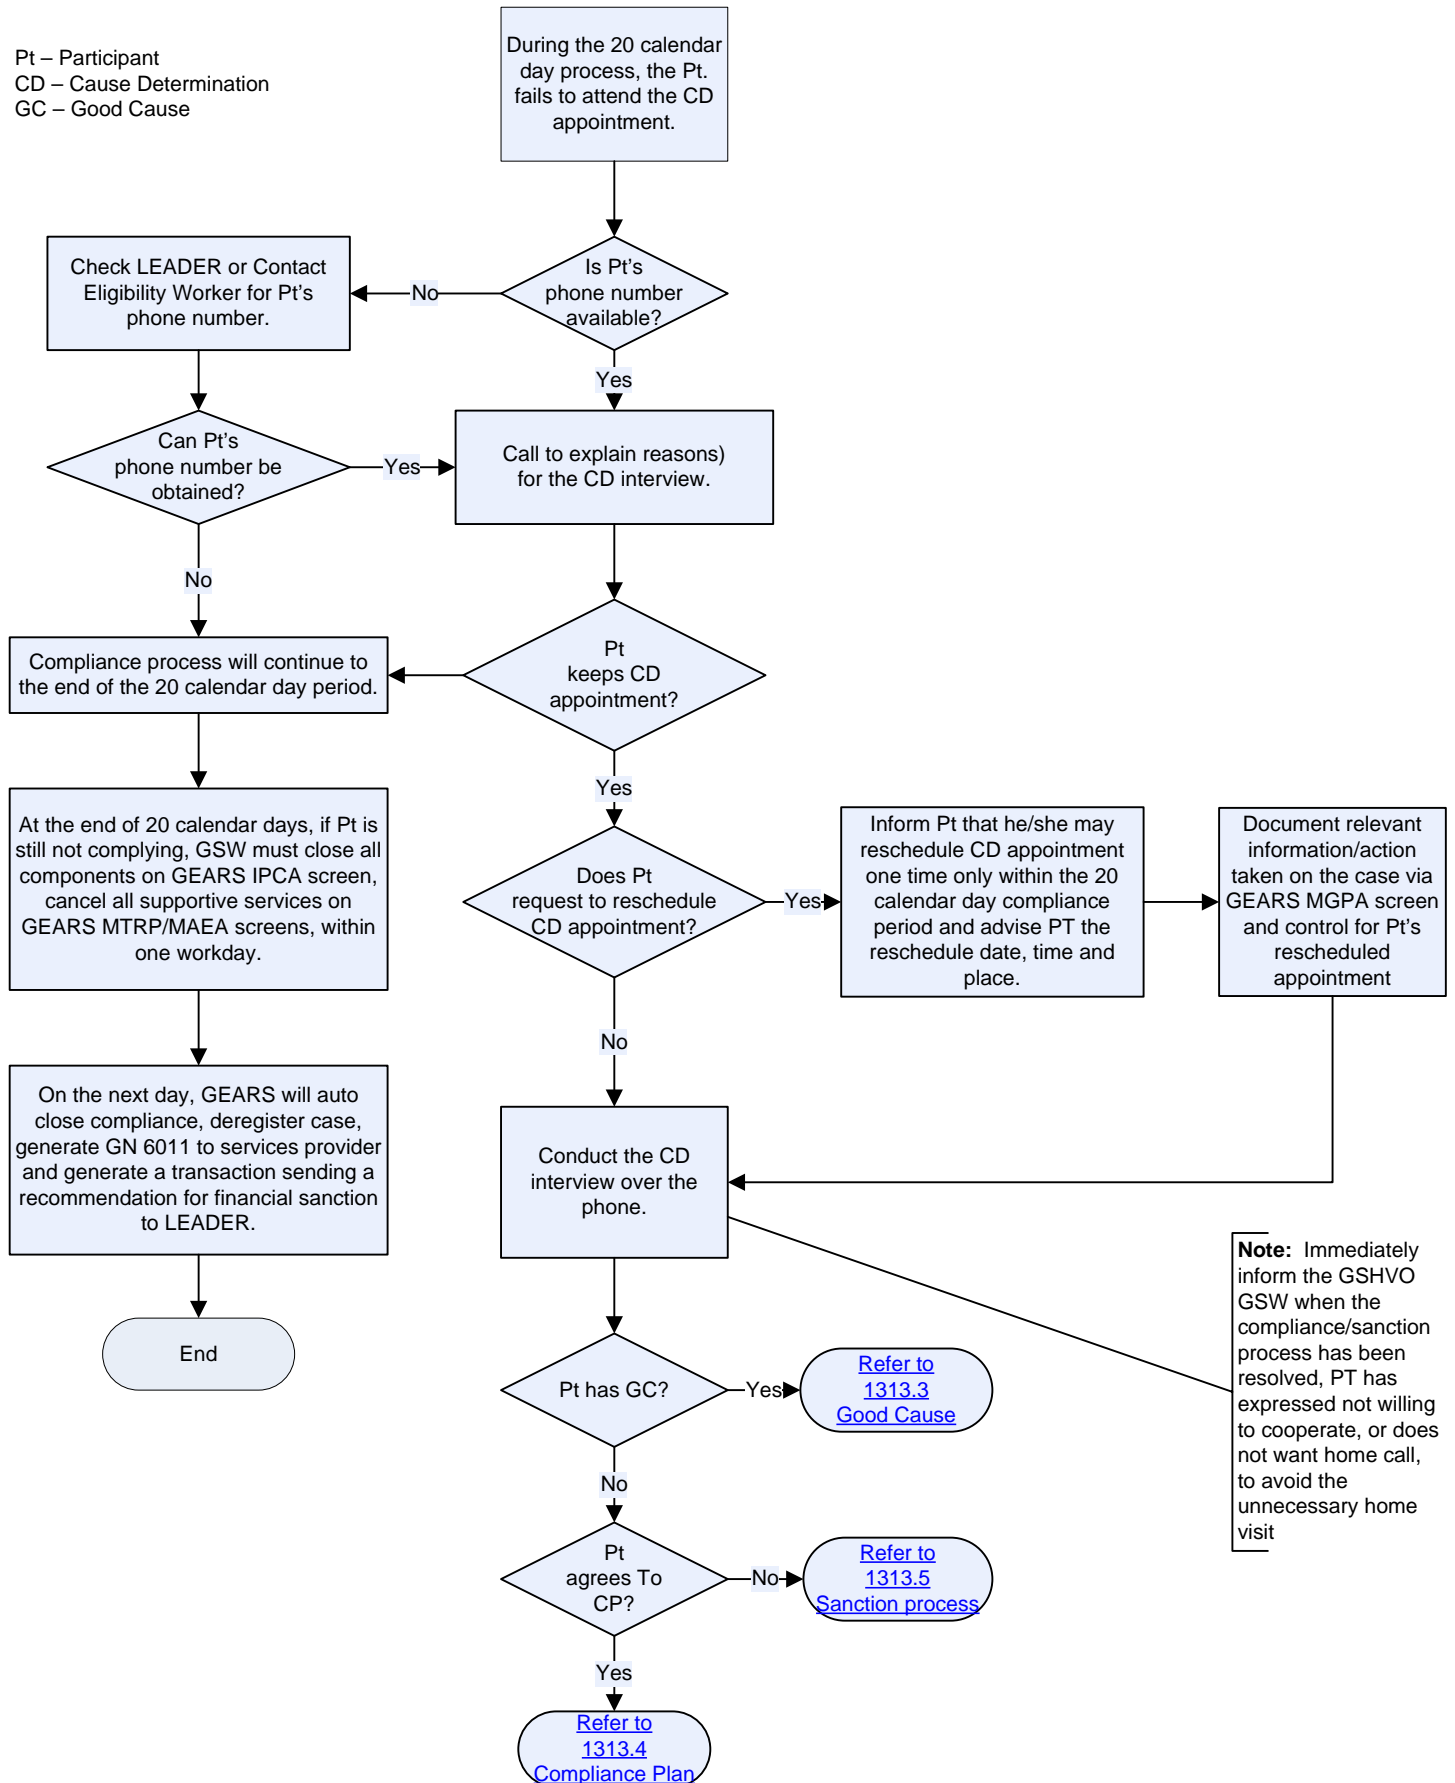 Pt – Participant
CD – Cause Determination
GC – Good Cause
During the 20 calendar
day process, the Pt.
fails to attend the CD
appointment.
Is Pt's
phone number
available?
No
Check LEADER or Contact
Eligibility Worker for Pt's
phone number.
Yes
Can Pt's
phone number be
obtained?
Yes
Call to explain reasons)
for the CD interview.
No
Compliance process will continue to
the end of the 20 calendar day period.
Pt
keeps CD
appointment?
Yes
At the end of 20 calendar days, if Pt is
still not complying, GSW must close all
components on GEARS IPCA screen,
cancel all supportive services on
GEARS MTRP/MAEA screens, within
one workday.
Does Pt
request to reschedule
CD appointment?
Yes
Inform Pt that he/she may
reschedule CD appointment
one time only within the 20
calendar day compliance
period and advise PT the
reschedule date, time and
place.
Document relevant
information/action
taken on the case via
GEARS MGPA screen
and control for Pt's
rescheduled
appointment
No
On the next day, GEARS will auto
close compliance, deregister case,
generate GN 6011 to services provider
and generate a transaction sending a
recommendation for financial sanction
to LEADER.
Conduct the CD
interview over the
phone.
Note: Immediately
inform the GSHVO
GSW when the
compliance/sanction
process has been
resolved, PT has
expressed not willing
to cooperate, or does
not want home call,
to avoid the
unnecessary home
visit
End
Pt has GC?
Yes
Refer to
1313.3
Good Cause
No
Pt
agrees To
CP?
No
Refer to
1313.5
Sanction process
Yes
Refer to
1313.4
Compliance Plan